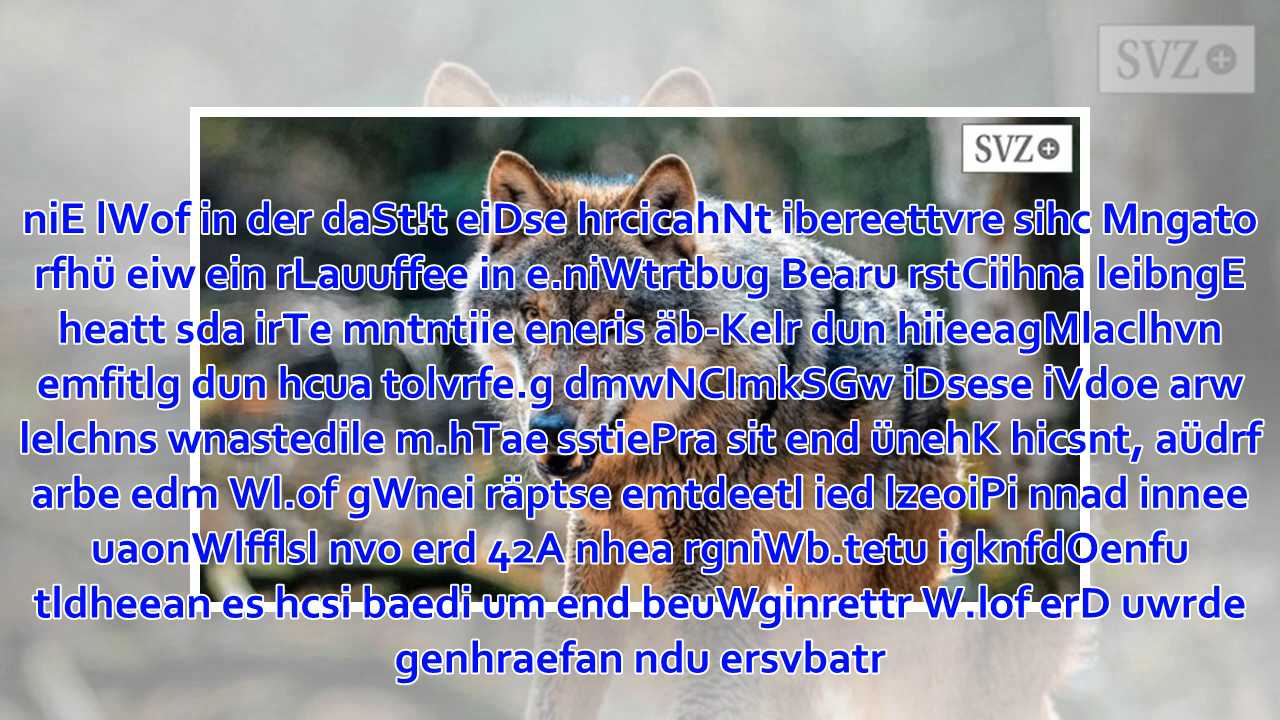 SVZ+
SVZ+
niE lWof in der daSt!t eiDse hrcicahNt ibereettvre sihc Mngato
rfhü eiw ein rLauuffee in e.niWtrtbug Bearu rstCiihna leibngE
heatt sda irTe mntntiie eneris äb-Kelr dun hiieeagMlaclhvn
emfitlg dun hcua tolvrfe.g dmwNCImkSGw iDsese iVdoe arw
lelchns wnastedile m.hTae sstiePra sit end ünehK hicsnt, aüdrf
arbe edm Wl.of gWnei räptse emtdeetl ied lzeoiPi nnad innee
uaonWlfflsl nvo erd 42A nhea rgniWb.tetu igknfdOenfu
tldheean es hcsi baedi um end beuWginrettr W.lof erD uwrde
genhraefan ndu ersvbatr